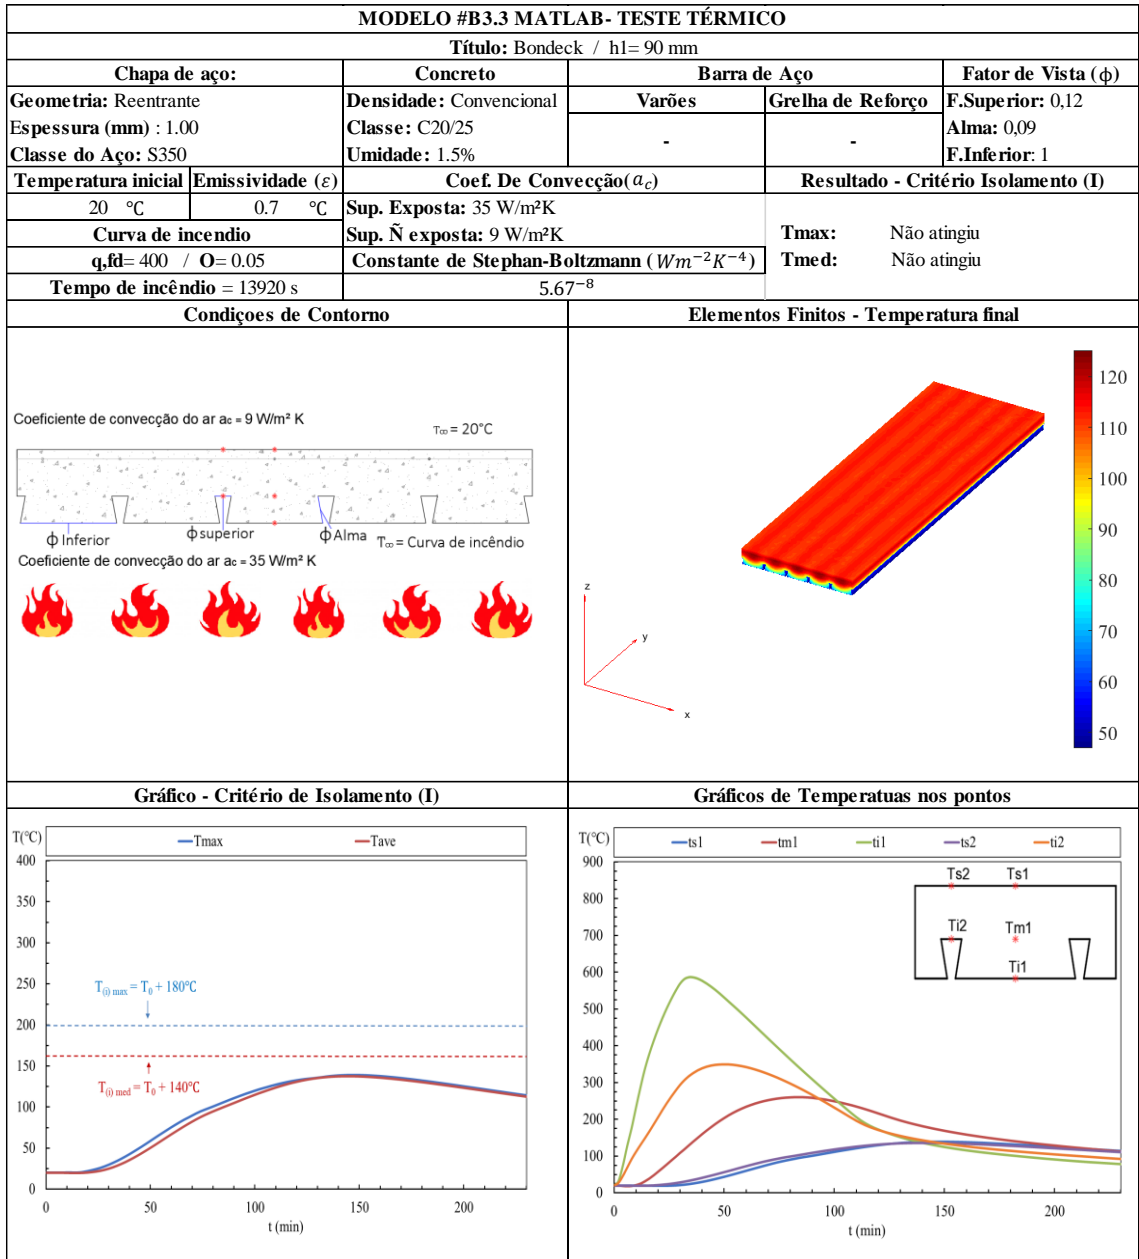 MODELO #B3.3 MATLAB- TESTE TÉRMICO
Título: Bondeck / h1= 90 mm
Chapa de aço:
Concreto
Barra de Aço
Fator de Vista (ϕ)
Geometria: Reentrante
Densidade: Convencional
Varões
Grelha de Reforço
F.Superior: 0,12
Espessura (mm) : 1.00
Classe: C20/25
-
-
Alma: 0,09
Classe do Aço: S350
Umidade: 1.5%
F.Inferior: 1
Temperatura inicial
Emissividade (ε)
Coef. De Convecção(a_c)
Resultado - Critério Isolamento (I)
20 °C
0.7 °C
Sup. Exposta: 35 W/m²K
Curva de incendio
Sup. Ñ exposta: 9 W/m²K
Tmax: Não atingiu
q,fd= 400 / O= 0.05
Constante de Stephan-Boltzmann (Wm⁻²K⁻⁴)
Tmed: Não atingiu
Tempo de incêndio = 13920 s
5.67⁻⁸
Condiçoes de Contorno
Elementos Finitos - Temperatura final
Coeficiente de convecção do ar ac = 9 W/m² K
T∞ = 20°C
ϕ Inferior
ϕ superior
ϕ Alma
T∞ = Curva de incêndio
Coeficiente de convecção do ar ac = 35 W/m² K
z
y
x
120
110
100
90
80
70
60
50
Gráfico - Critério de Isolamento (I)
Gráficos de Temperatuas nos pontos
T(°C)
Tmax
Tave
400
350
300
250
200
150
100
50
0
T(i) max = T0 + 180°C
T(i) med = T0 + 140°C
0
50
100
150
200
t (min)
T(°C)
ts1
tm1
ti1
ts2
ti2
900
800
700
600
500
400
300
200
100
0
Ts2
Ts1
Ti2
Tm1
Ti1
0
50
100
150
200
t (min)